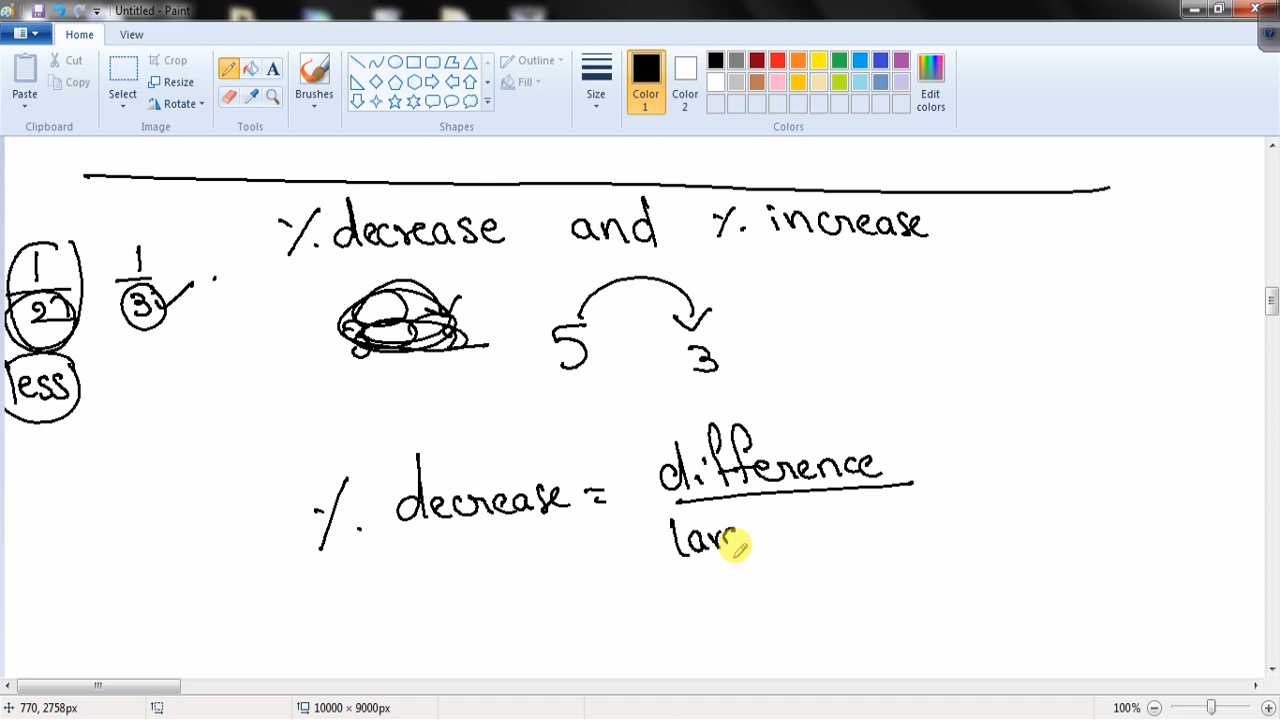 Untitled - Paint
Home View
Paste Cut Copy Select Crop Resize Rotate Brushes Outline Fill Size Color 1 Color 2 Edit colors
Clipboard Image Tools Shapes Colors
% decrease and % increase
1 1
2 3
less
5 3
% decrease = difference
lar
770, 2758px 10000 × 9000px 100%